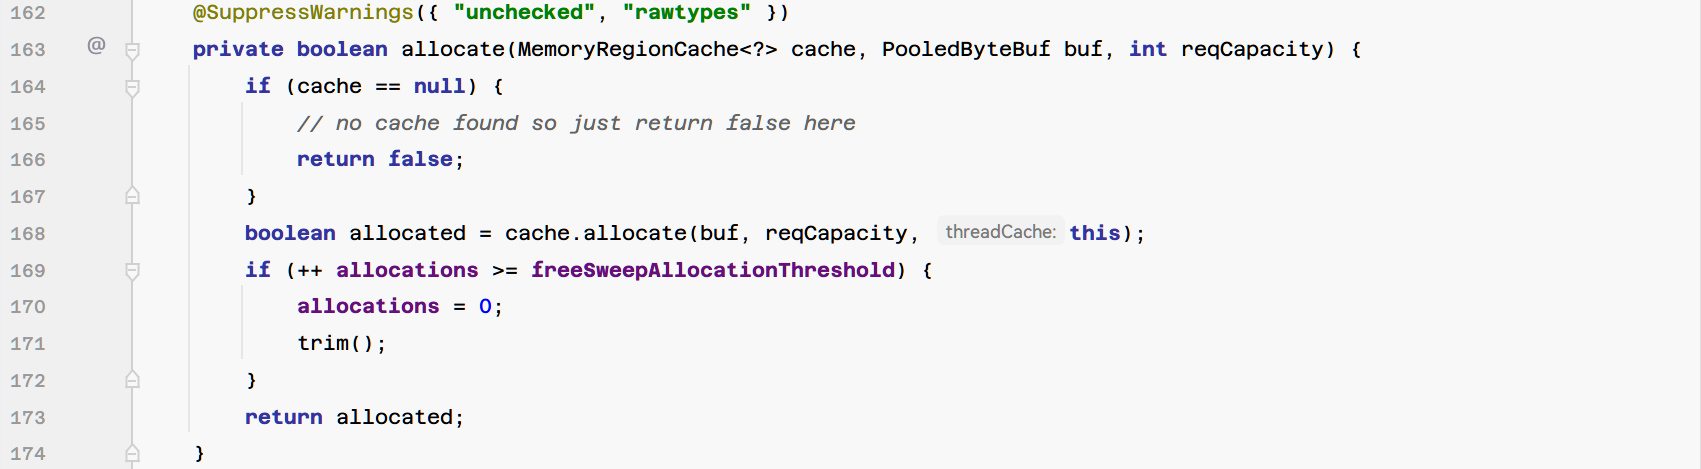 162 @SuppressWarnings({ "unchecked", "rawtypes" })
163 @ private boolean allocate(MemoryRegionCache<?> cache, PooledByteBuf buf, int reqCapacity) {
164 if (cache == null) {
165 // no cache found so just return false here
166 return false;
167 }
168 boolean allocated = cache.allocate(buf, reqCapacity, threadCache: this);
169 if (++ allocations >= freeSweepAllocationThreshold) {
170 allocations = 0;
171 trim();
172 }
173 return allocated;
174 }